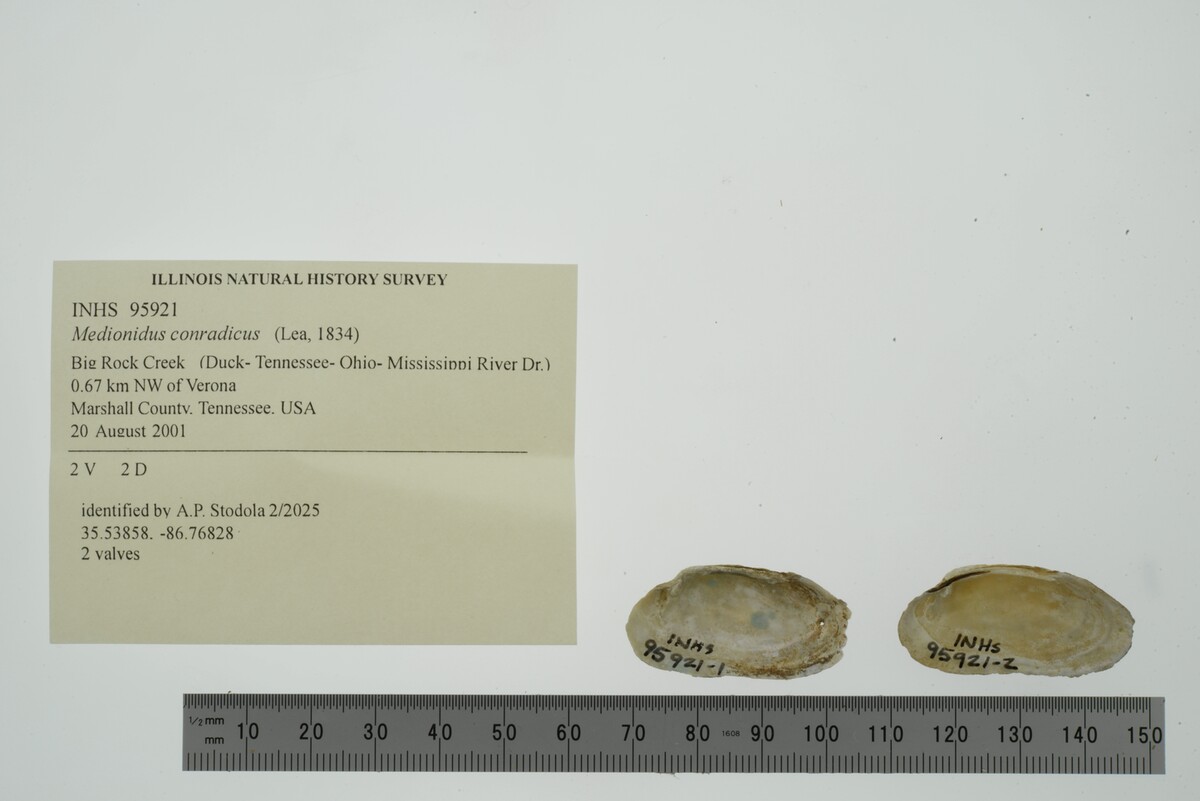 ILLINOIS NATURAL HISTORY SURVEY
INHS 95921
Medionidus conradicus (Lea, 1834)
Big Rock Creek (Duck- Tennessee- Ohio- Mississippi River Dr.)
0.67 km NW of Verona
Marshall County, Tennessee, USA
20 August 2001
2 V 2 D
identified by A.P. Stodola 2/2025
35.53858, -86.76828
2 valves
INHS
95921-1
INHS
95921-2
1/2 mm
mm 10 20 30 40 50 60 70 80 1608 90 100 110 120 130 140 150